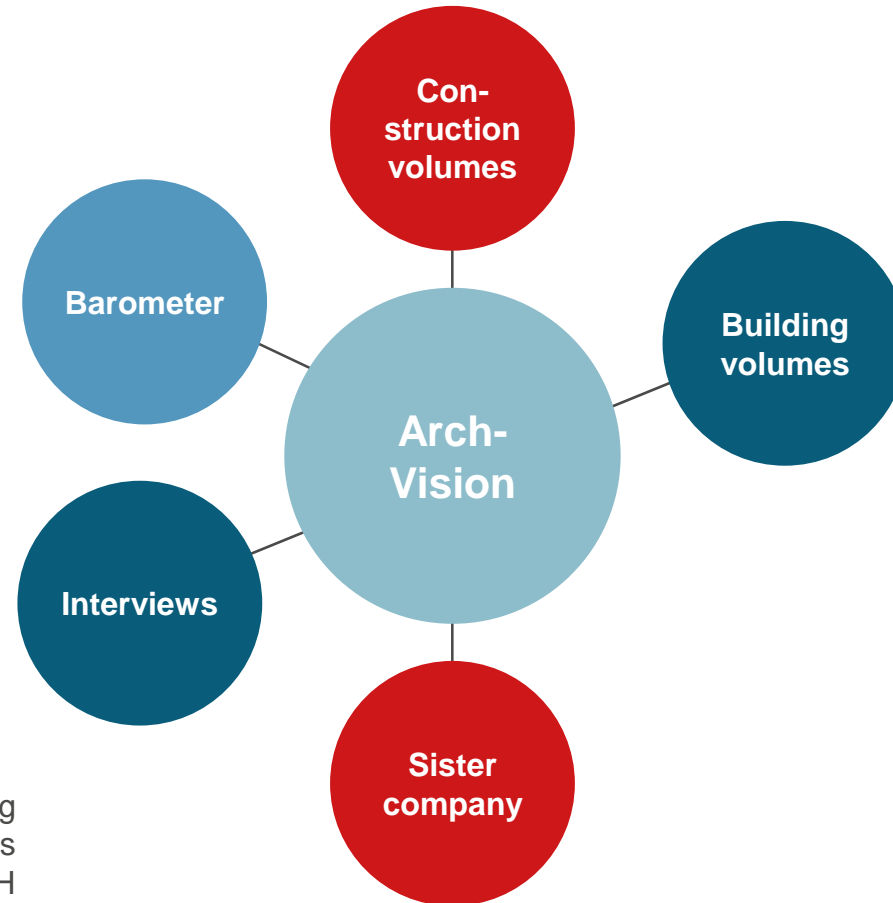 Con-
struction
volumes
Barometer
Building
volumes
Arch-
Vision
Interviews
Sister
company
g
s
H